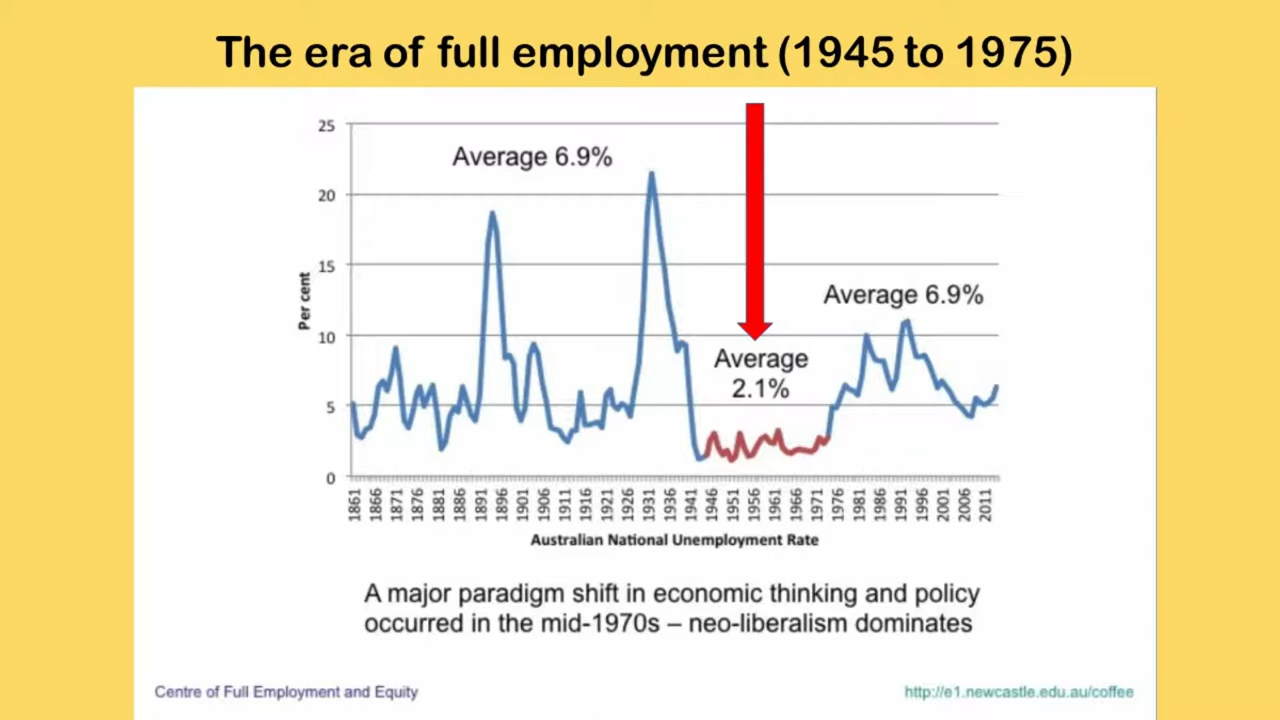 The era of full employment (1945 to 1975)
25
Average 6.9%
20
15
Per cent
Average 6.9%
10
Average
2.1%
5
0
1861 1866 1871 1876 1881 1886 1891 1896 1901 1906 1911 1916 1921 1926 1931 1936 1941 1946 1951 1956 1961 1966 1971 1976 1981 1986 1991 1996 2001 2006 2011
Australian National Unemployment Rate
A major paradigm shift in economic thinking and policy
occurred in the mid-1970s – neo-liberalism dominates
Centre of Full Employment and Equity
http://e1.newcastle.edu.au/coffee